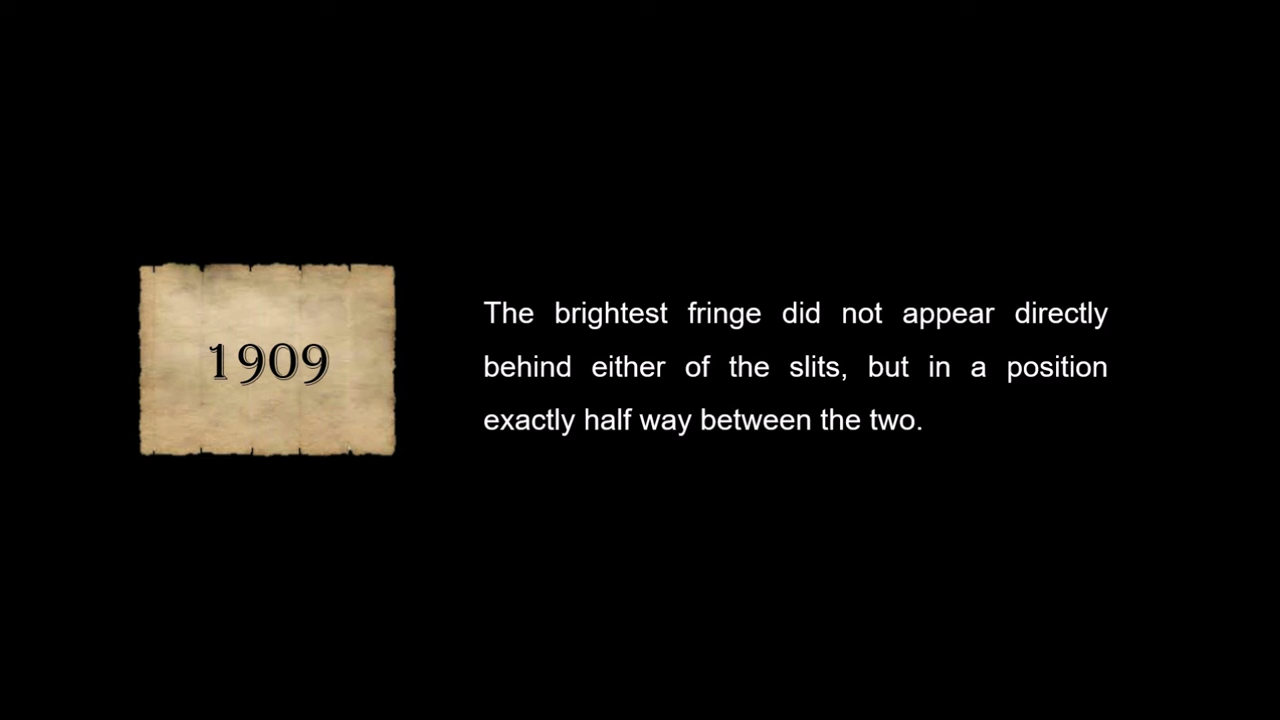 1909
The brightest fringe did not appear directly
behind either of the slits, but in a position
exactly half way between the two.